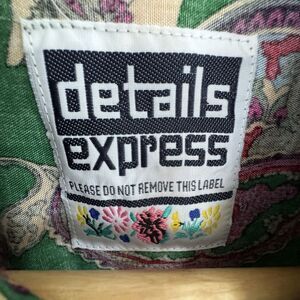 details
express
PLEASE DO NOT REMOVE THIS LABEL